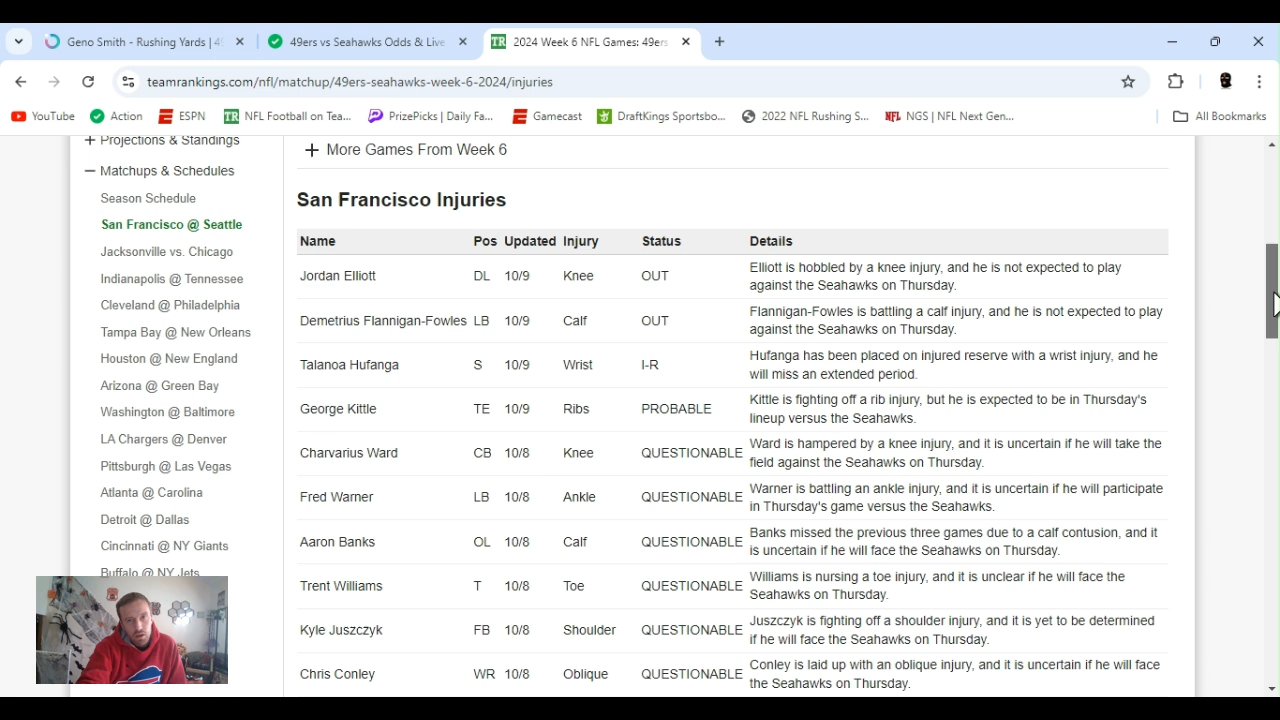 Geno Smith - Rushing Yards | 4
49ers vs Seahawks Odds & Live
TR 2024 Week 6 NFL Games: 49ers
teamrankings.com/nfl/matchup/49ers-seahawks-week-6-2024/injuries
YouTube Action ESPN TR NFL Football on Tea... PrizePicks | Daily Fa... Gamecast DraftKings Sportsbo... 2022 NFL Rushing S... NFL NGS | NFL Next Gen... All Bookmarks
+ Projections & Standings
— Matchups & Schedules
Season Schedule
San Francisco @ Seattle
Jacksonville vs. Chicago
Indianapolis @ Tennessee
Cleveland @ Philadelphia
Tampa Bay @ New Orleans
Houston @ New England
Arizona @ Green Bay
Washington @ Baltimore
LA Chargers @ Denver
Pittsburgh @ Las Vegas
Atlanta @ Carolina
Detroit @ Dallas
Cincinnati @ NY Giants
Buffalo @ NY Jets
+ More Games From Week 6
San Francisco Injuries
Name Pos Updated Injury Status Details
Jordan Elliott DL 10/9 Knee OUT Elliott is hobbled by a knee injury, and he is not expected to play
against the Seahawks on Thursday.
Demetrius Flannigan-Fowles LB 10/9 Calf OUT Flannigan-Fowles is battling a calf injury, and he is not expected to play
against the Seahawks on Thursday.
Talanoa Hufanga S 10/9 Wrist I-R Hufanga has been placed on injured reserve with a wrist injury, and he
will miss an extended period.
George Kittle TE 10/9 Ribs PROBABLE Kittle is fighting off a rib injury, but he is expected to be in Thursday's
lineup versus the Seahawks.
Charvarius Ward CB 10/8 Knee QUESTIONABLE Ward is hampered by a knee injury, and it is uncertain if he will take the
field against the Seahawks on Thursday.
Fred Warner LB 10/8 Ankle QUESTIONABLE Warner is battling an ankle injury, and it is uncertain if he will participate
in Thursday's game versus the Seahawks.
Aaron Banks OL 10/8 Calf QUESTIONABLE Banks missed the previous three games due to a calf contusion, and it
is uncertain if he will face the Seahawks on Thursday.
Trent Williams T 10/8 Toe QUESTIONABLE Williams is nursing a toe injury, and it is unclear if he will face the
Seahawks on Thursday.
Kyle Juszczyk FB 10/8 Shoulder QUESTIONABLE Juszczyk is fighting off a shoulder injury, and it is yet to be determined
if he will face the Seahawks on Thursday.
Chris Conley WR 10/8 Oblique QUESTIONABLE Conley is laid up with an oblique injury, and it is uncertain if he will face
the Seahawks on Thursday.